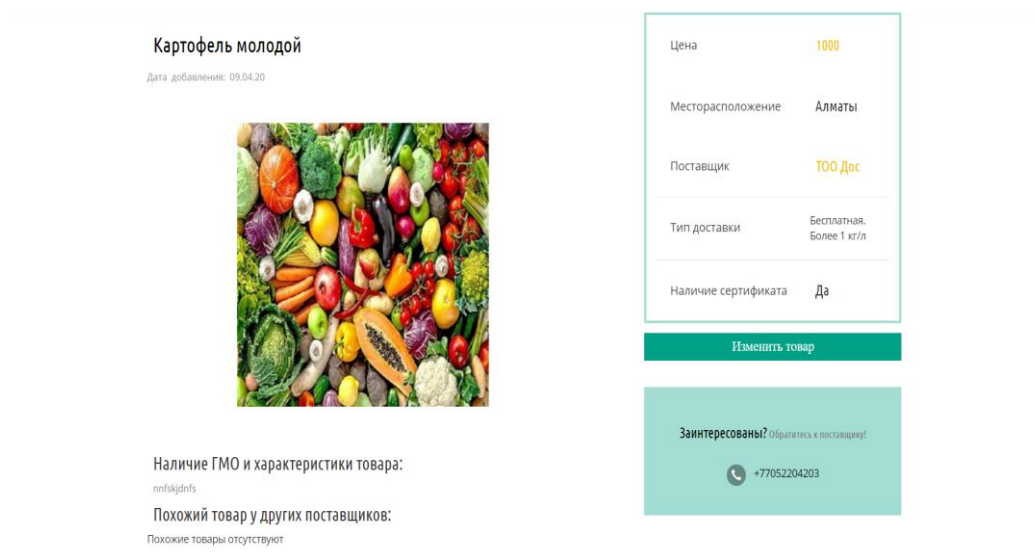 Картофель молодой
Дата добавления: 09.04.20
Наличие ГМО и характеристики товара:
nnfskjdnfs
Похожий товар у других поставщиков:
Похожие товары отсутствуют
Цена 1000
Месторасположение Алматы
Поставщик ТОО Дос
Тип доставки Бесплатная.
Более 1 кг/л
Наличие сертификата Да
Изменить товар
Заинтересованы? Обратитесь к поставщику!
+77052204203